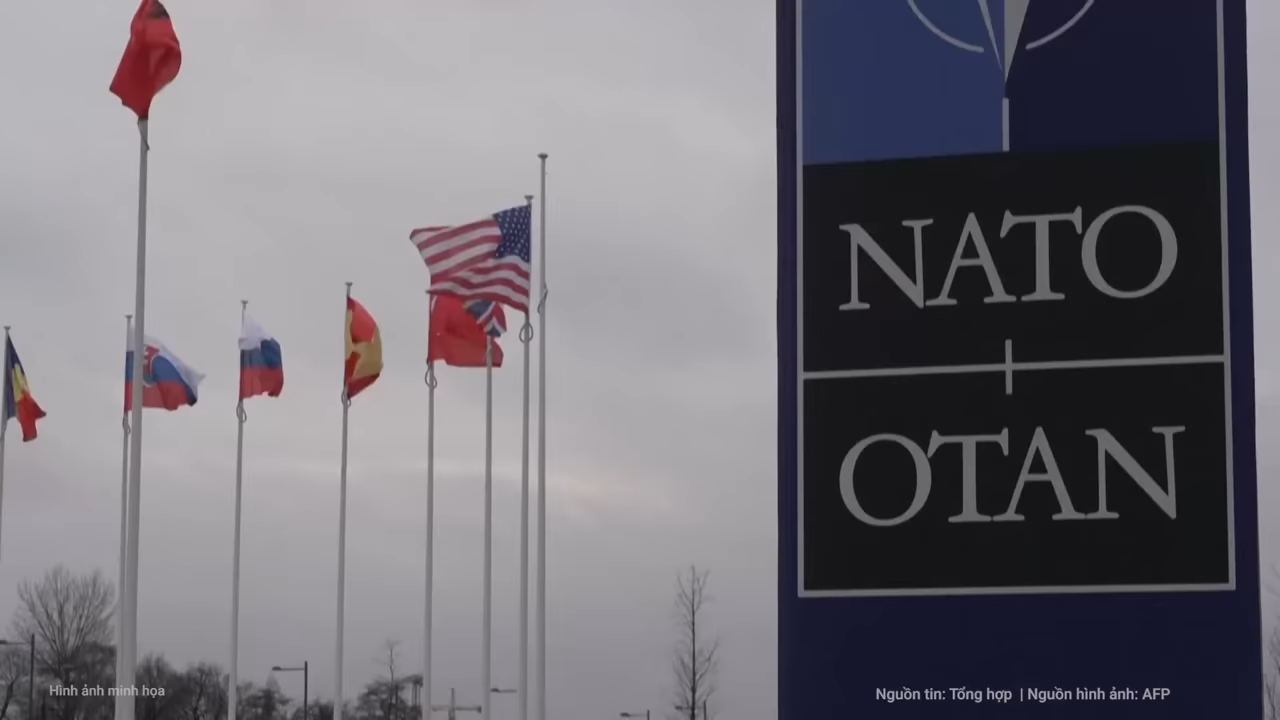 NATO
OTAN
Hình ảnh minh họa
Nguồn tin: Tổng hợp | Nguồn hình ảnh: AFP